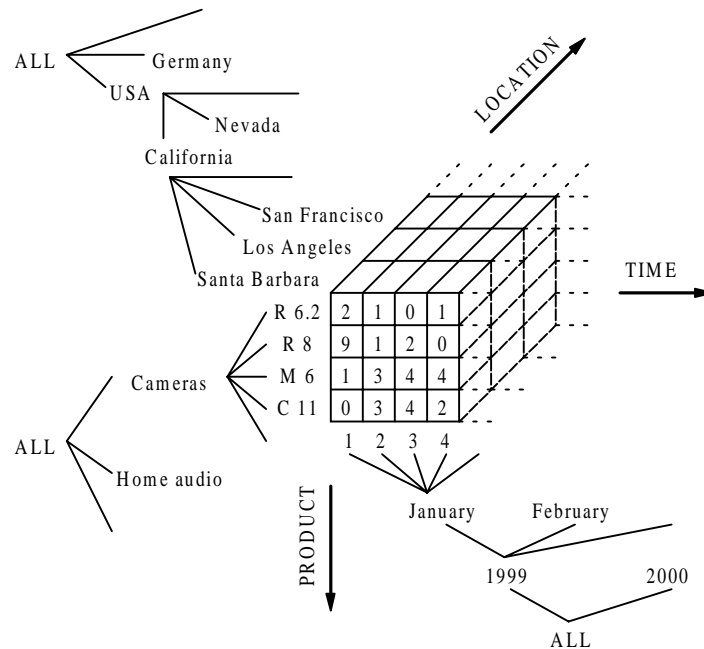 ALL
Germany
USA
Nevada
California
San Francisco
Los Angeles
Santa Barbara
LOCATION
TIME
R 6.2 2 1 0 1
R 8 9 1 2 0
M 6 1 3 4 4
C 11 0 3 4 2
1 2 3 4
Cameras
ALL
Home audio
PRODUCT
January February
1999 2000
ALL